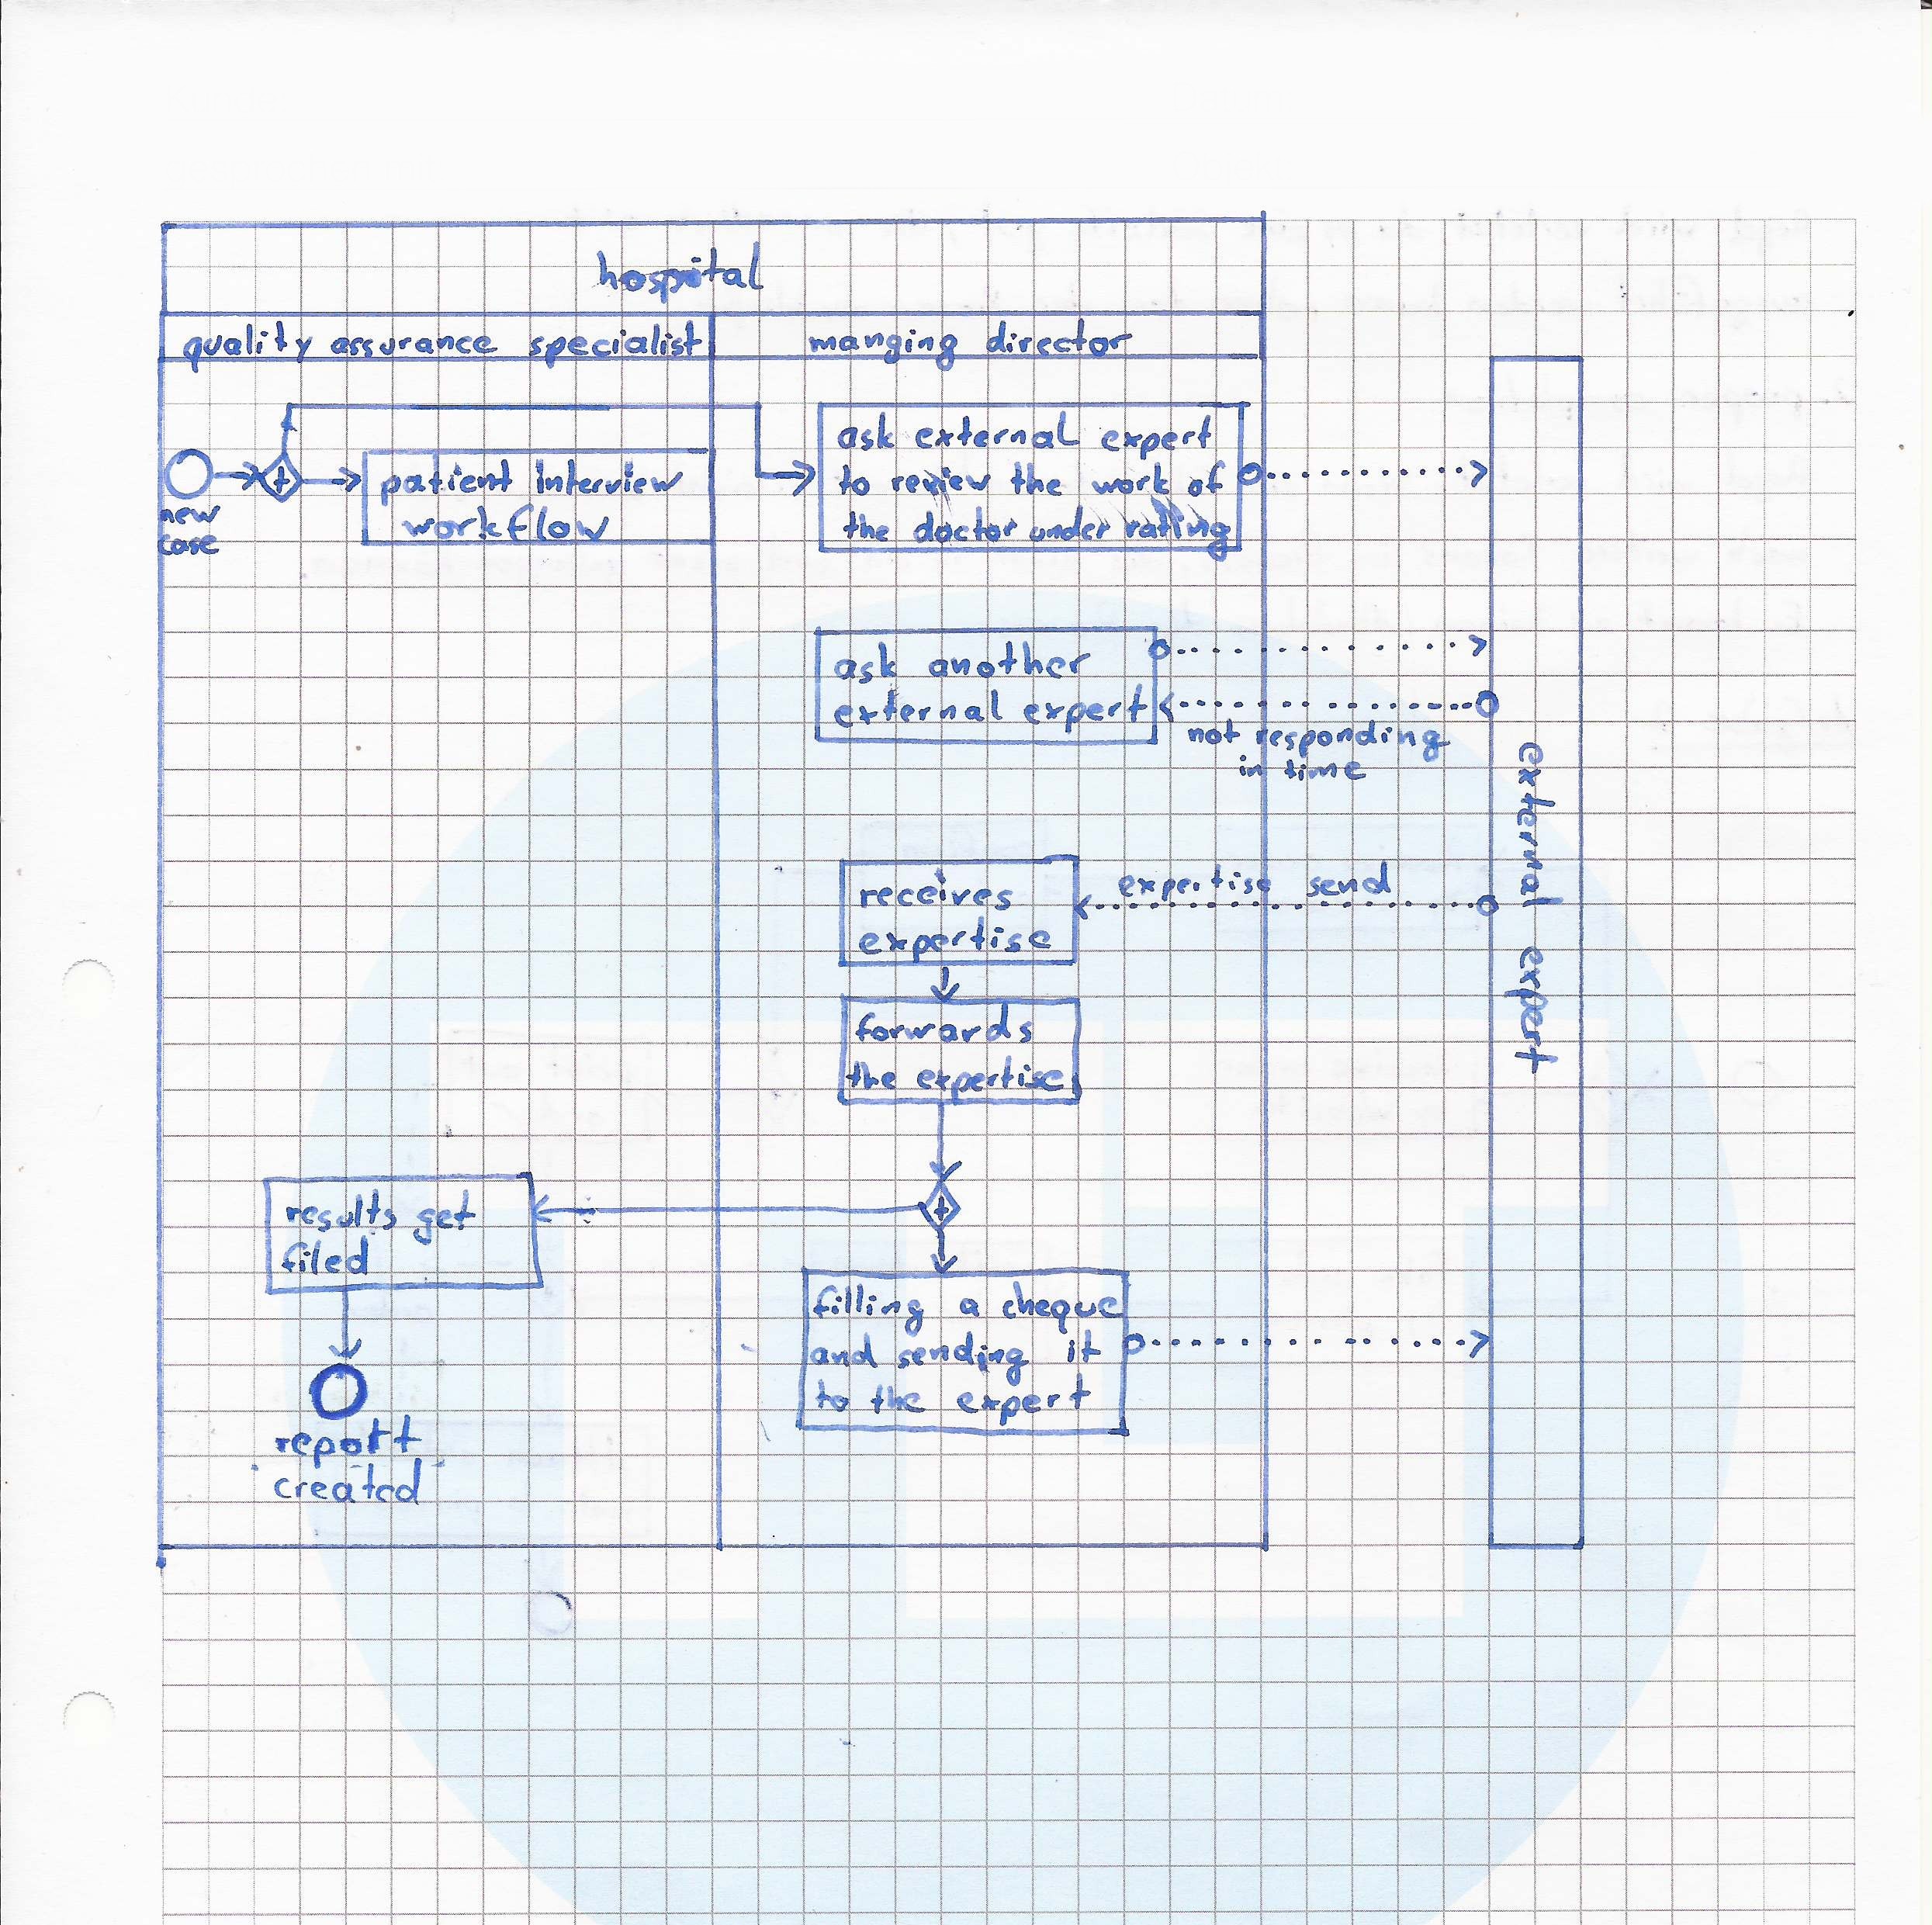 hospital
quality assurance specialist
manging director
new
case
patient interview
workflow
ask external expert
to review the work of
the doctor under rating
ask another
external expert
not responding
in time
external expert
receives
expertise
expertise send
forwards
the expertise
results get
filed
filling a cheque
and sending it
to the expert
report
created